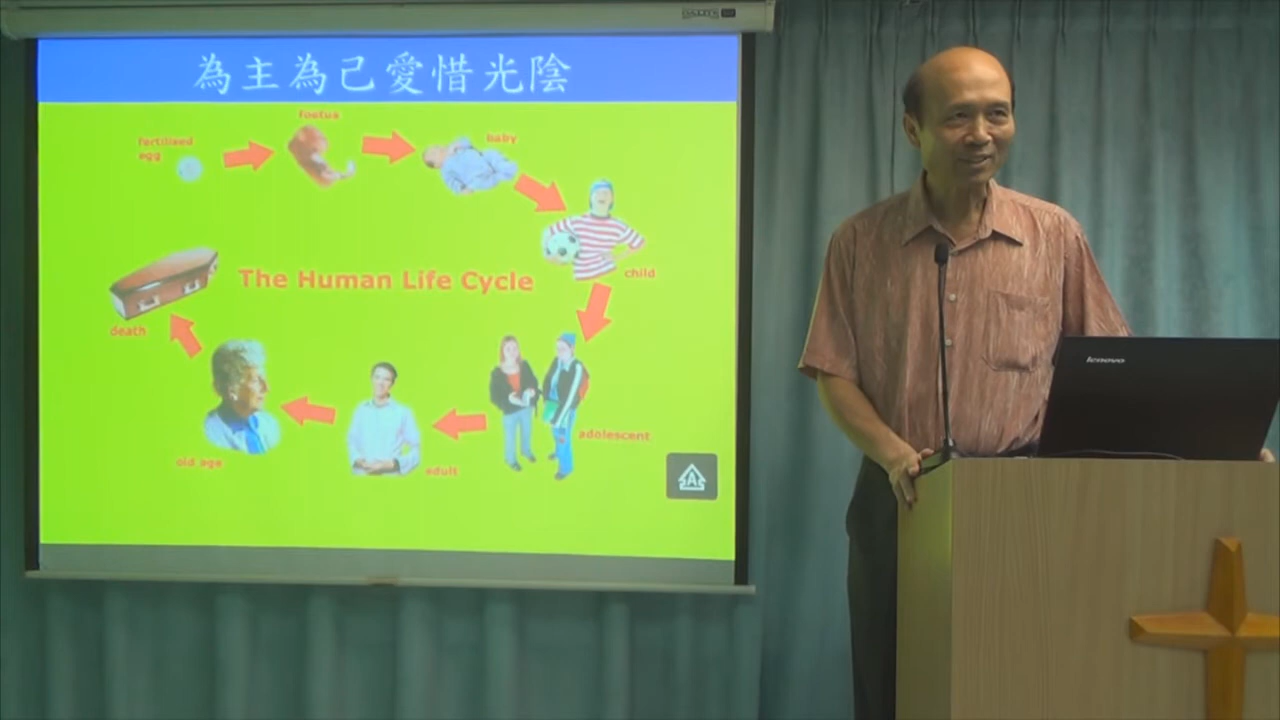 為主為己愛惜光陰
foetus
fertilised
egg
baby
child
The Human Life Cycle
death
adolescent
old age
adult
A
lenovo